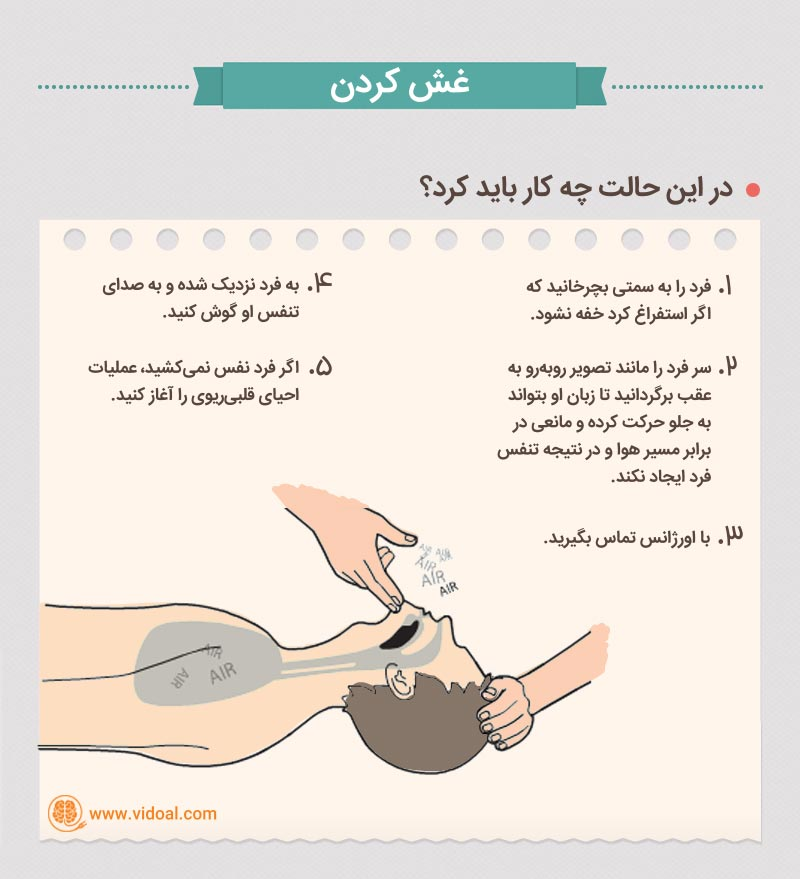 غش کردن
در این حالت چه کار باید کرد؟
۱. فرد را به سمتی بچرخانید که
اگر استفراغ کرد خفه نشود.
۲. سر فرد را مانند تصویر روبه‌رو به
عقب برگردانید تا زبان او بتواند
به جلو حرکت کرده و مانعی در
برابر مسیر هوا و در نتیجه تنفس
فرد ایجاد نکند.
۳. با اورژانس تماس بگیرید.
۴. به فرد نزدیک شده و به صدای
تنفس او گوش کنید.
۵. اگر فرد نفس نمی‌کشید، عملیات
احیای قلبی‌ریوی را آغاز کنید.
AIR
AIR
AIR
AIR
AIR
AIR
AIR
AIR
www.vidoal.com